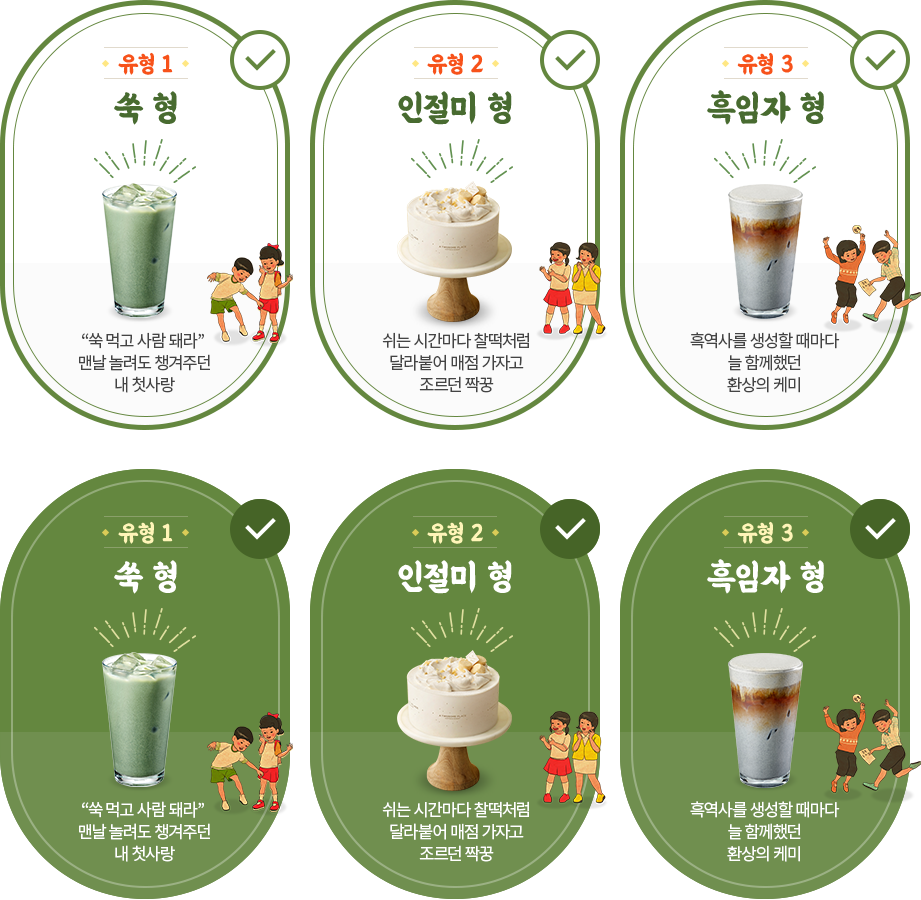 유형 1
쑥 형
“쑥 먹고 사람 돼라”
맨날 놀려도 챙겨주던
내 첫사랑
유형 2
인절미 형
쉬는 시간마다 찰떡처럼
달라붙어 매점 가자고
조르던 짝꿍
유형 3
흑임자 형
흑역사를 생성할 때마다
늘 함께했던
환상의 케미
유형 1
쑥 형
“쑥 먹고 사람 돼라”
맨날 놀려도 챙겨주던
내 첫사랑
유형 2
인절미 형
쉬는 시간마다 찰떡처럼
달라붙어 매점 가자고
조르던 짝꿍
유형 3
흑임자 형
흑역사를 생성할 때마다
늘 함께했던
환상의 케미